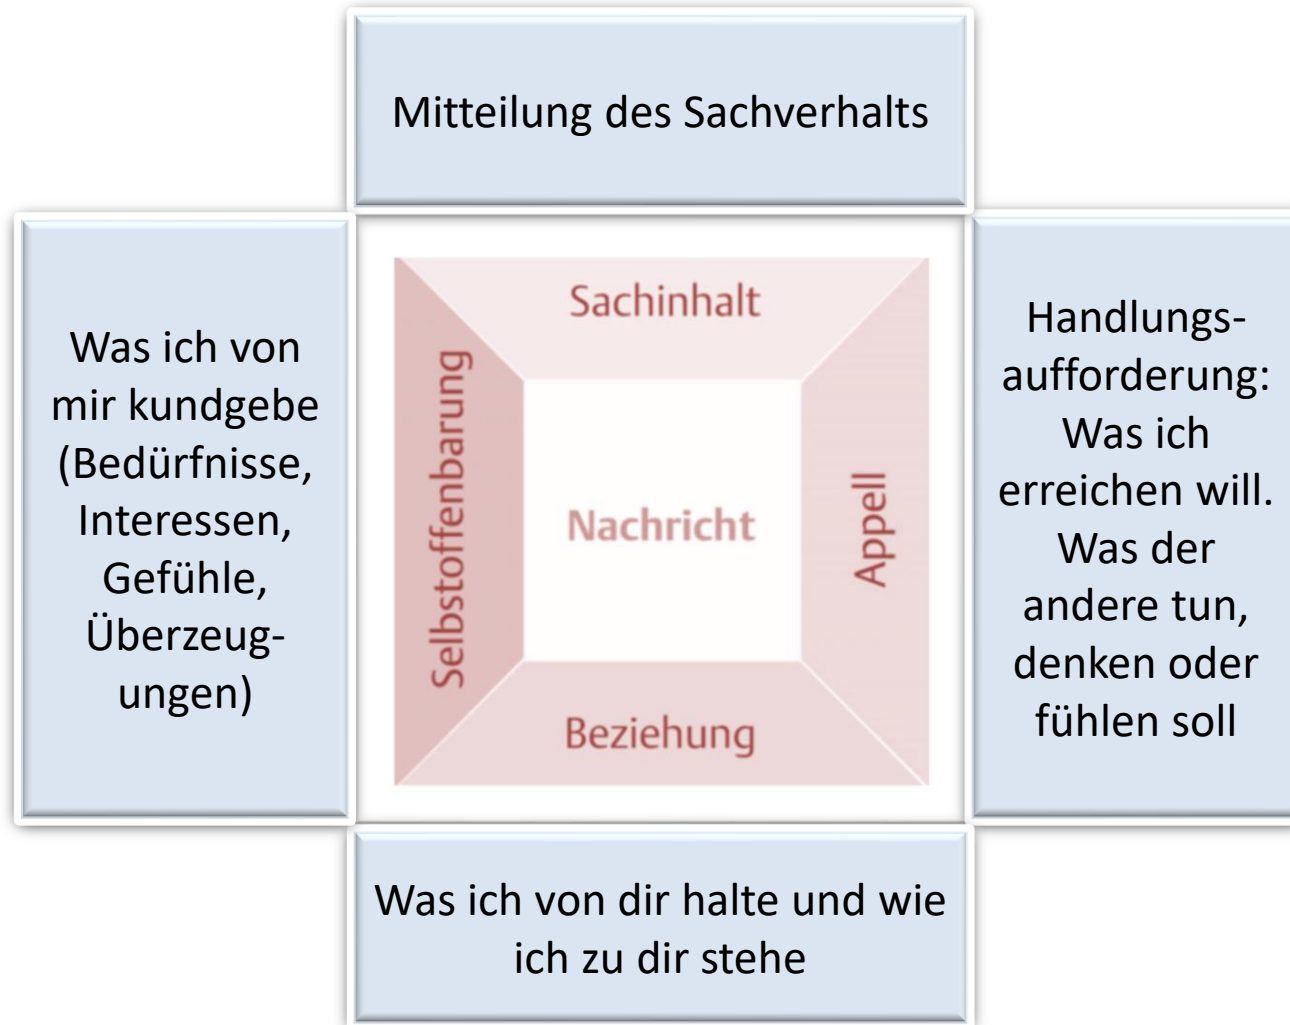 Mitteilung des Sachverhalts
Was ich von
mir kundgebe
(Bedürfnisse,
Interessen,
Gefühle,
Überzeug-
ungen)
Sachinhalt
Selbstoffenbarung
Nachricht
Appell
Beziehung
Handlungs-
aufforderung:
Was ich
erreichen will.
Was der
andere tun,
denken oder
fühlen soll
Was ich von dir halte und wie
ich zu dir stehe